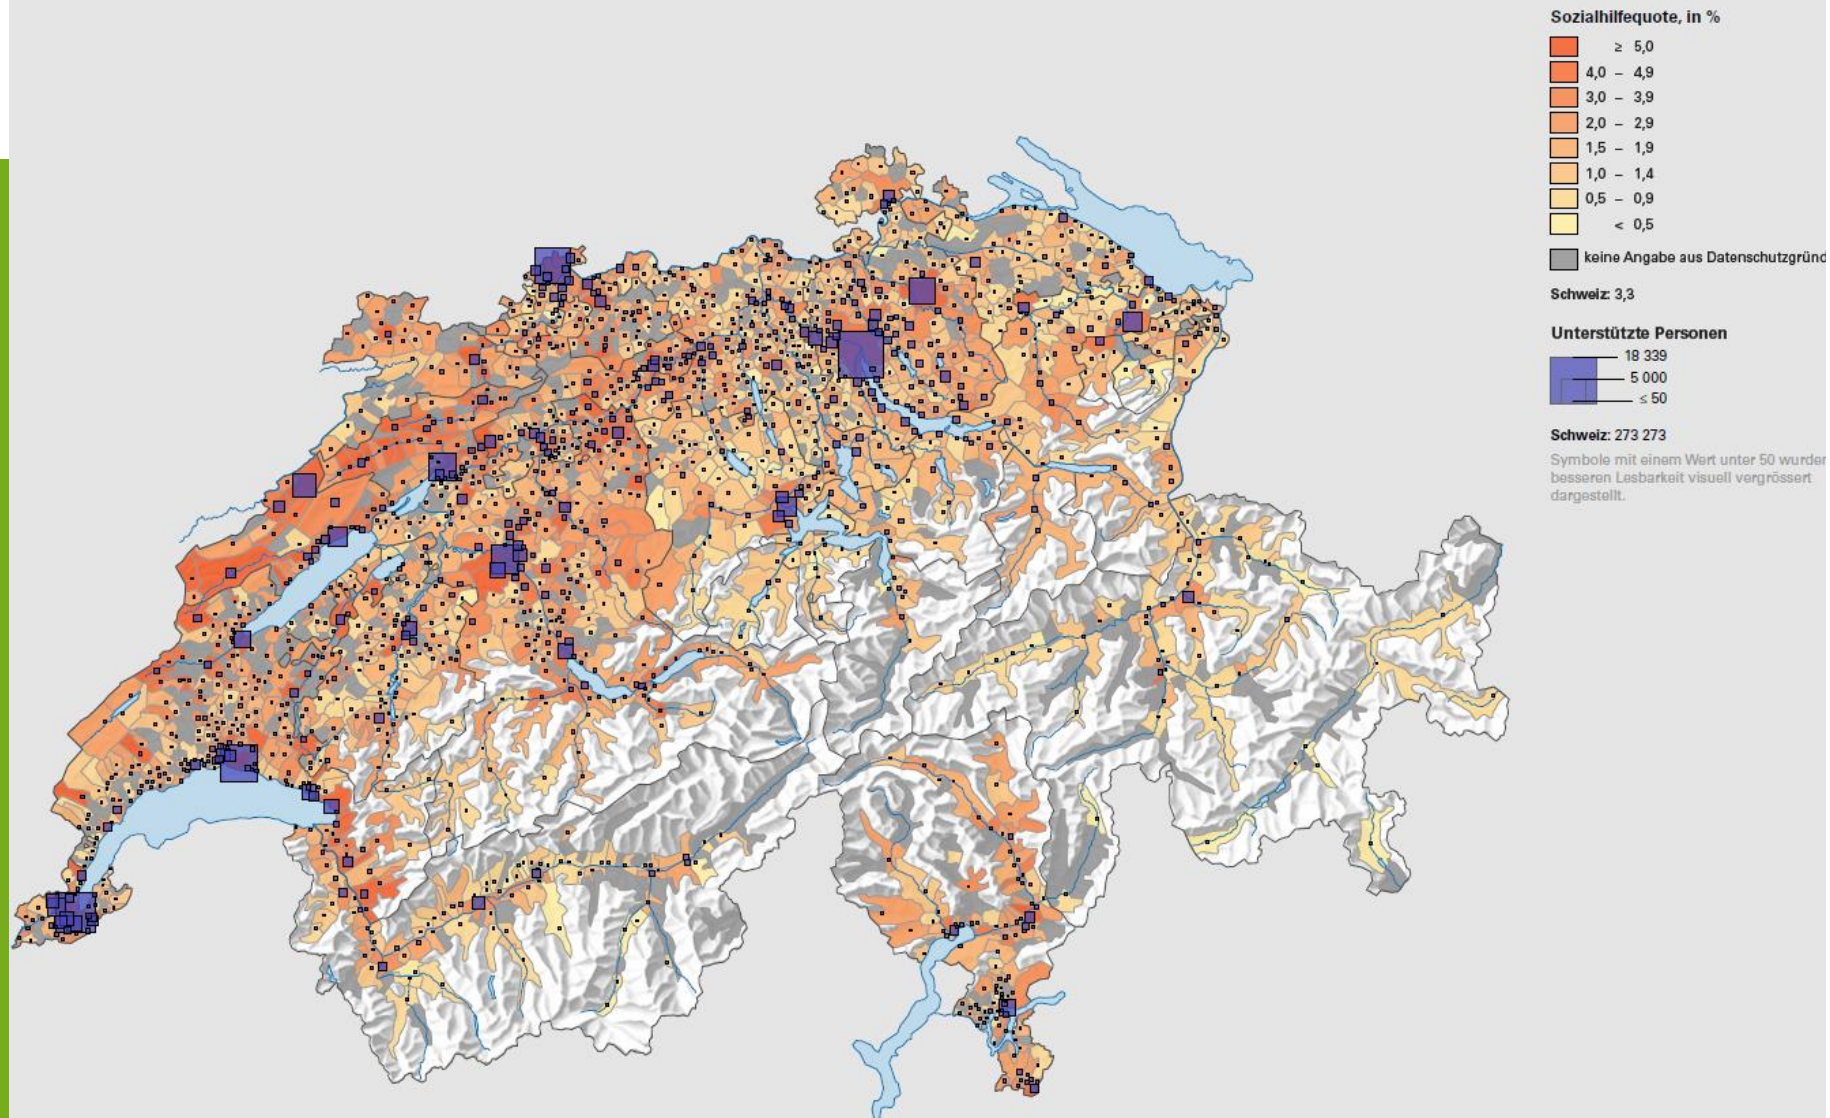 Sozialhilfequote, in %
≥ 5,0
4,0 – 4,9
3,0 – 3,9
2,0 – 2,9
1,5 – 1,9
1,0 – 1,4
0,5 – 0,9
< 0,5
keine Angabe aus Datenschutzgründ
Schweiz: 3,3
Unterstützte Personen
18 339
5 000
≤ 50
Schweiz: 273 273
Symbole mit einem Wert unter 50 wurden
besseren Lesbarkeit visuell vergrössert
dargestellt.